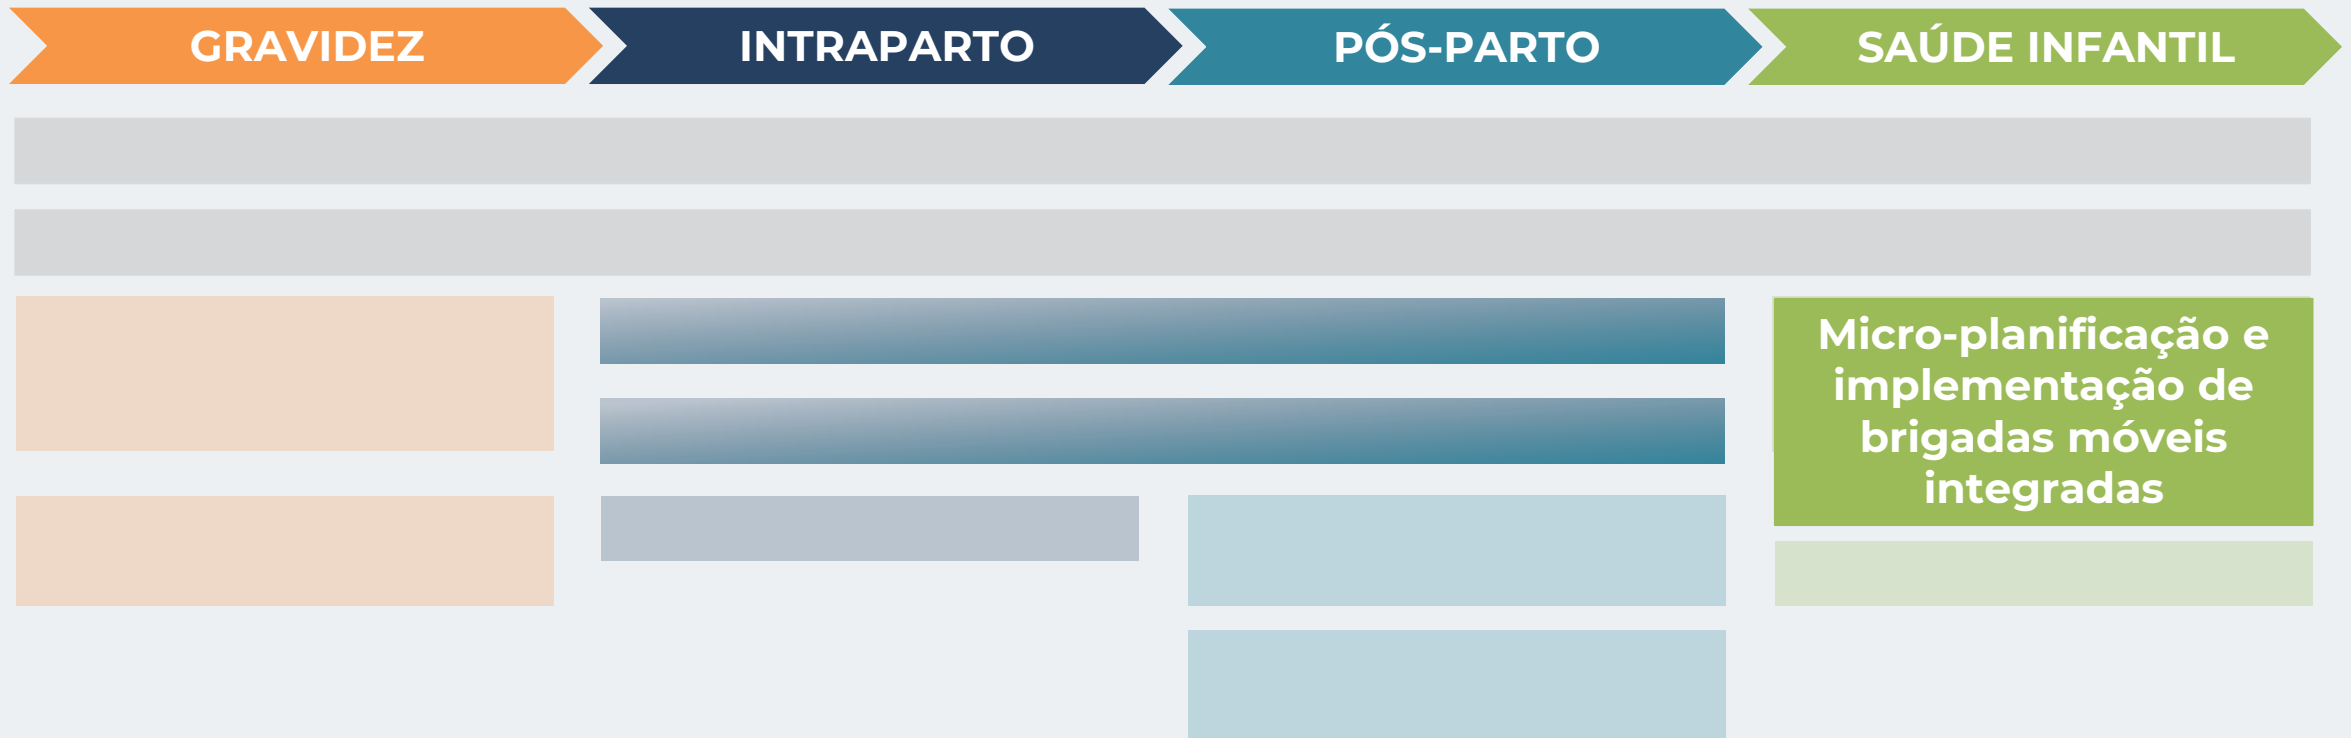 GRAVIDEZ
INTRAPARTO
PÓS-PARTO
SAÚDE INFANTIL
Micro-planificação e
implementação de
brigadas móveis
integradas